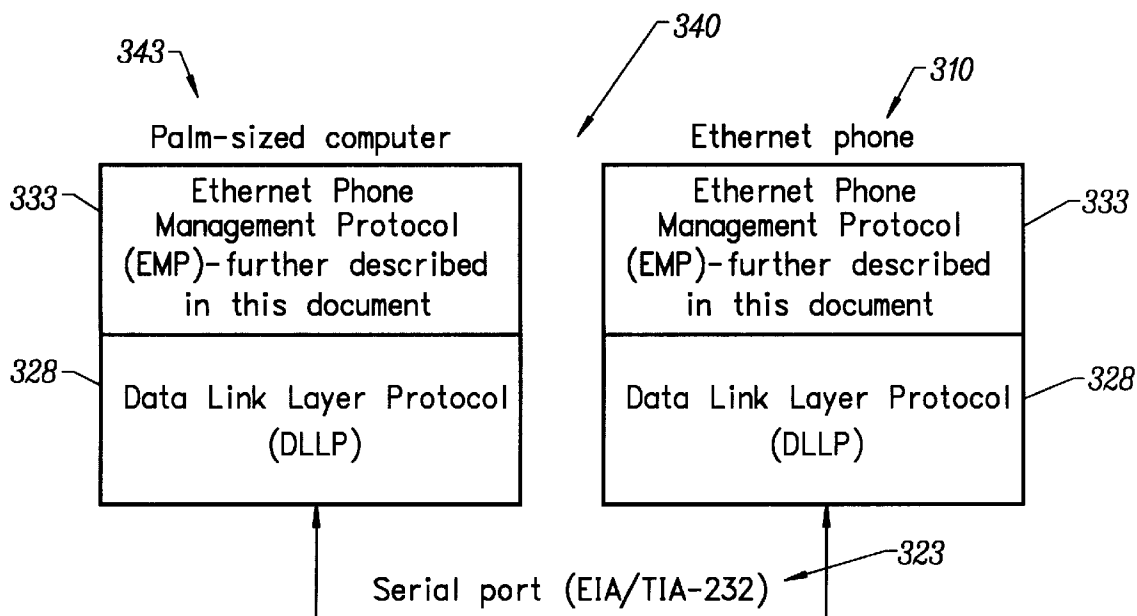 343
340
310
Palm-sized computer
Ethernet phone
333
Ethernet Phone
Management Protocol
(EMP)-further described
in this document
Ethernet Phone
Management Protocol
(EMP)-further described
in this document
333
328
Data Link Layer Protocol
(DLLP)
Data Link Layer Protocol
(DLLP)
328
Serial port (EIA/TIA-232)
323